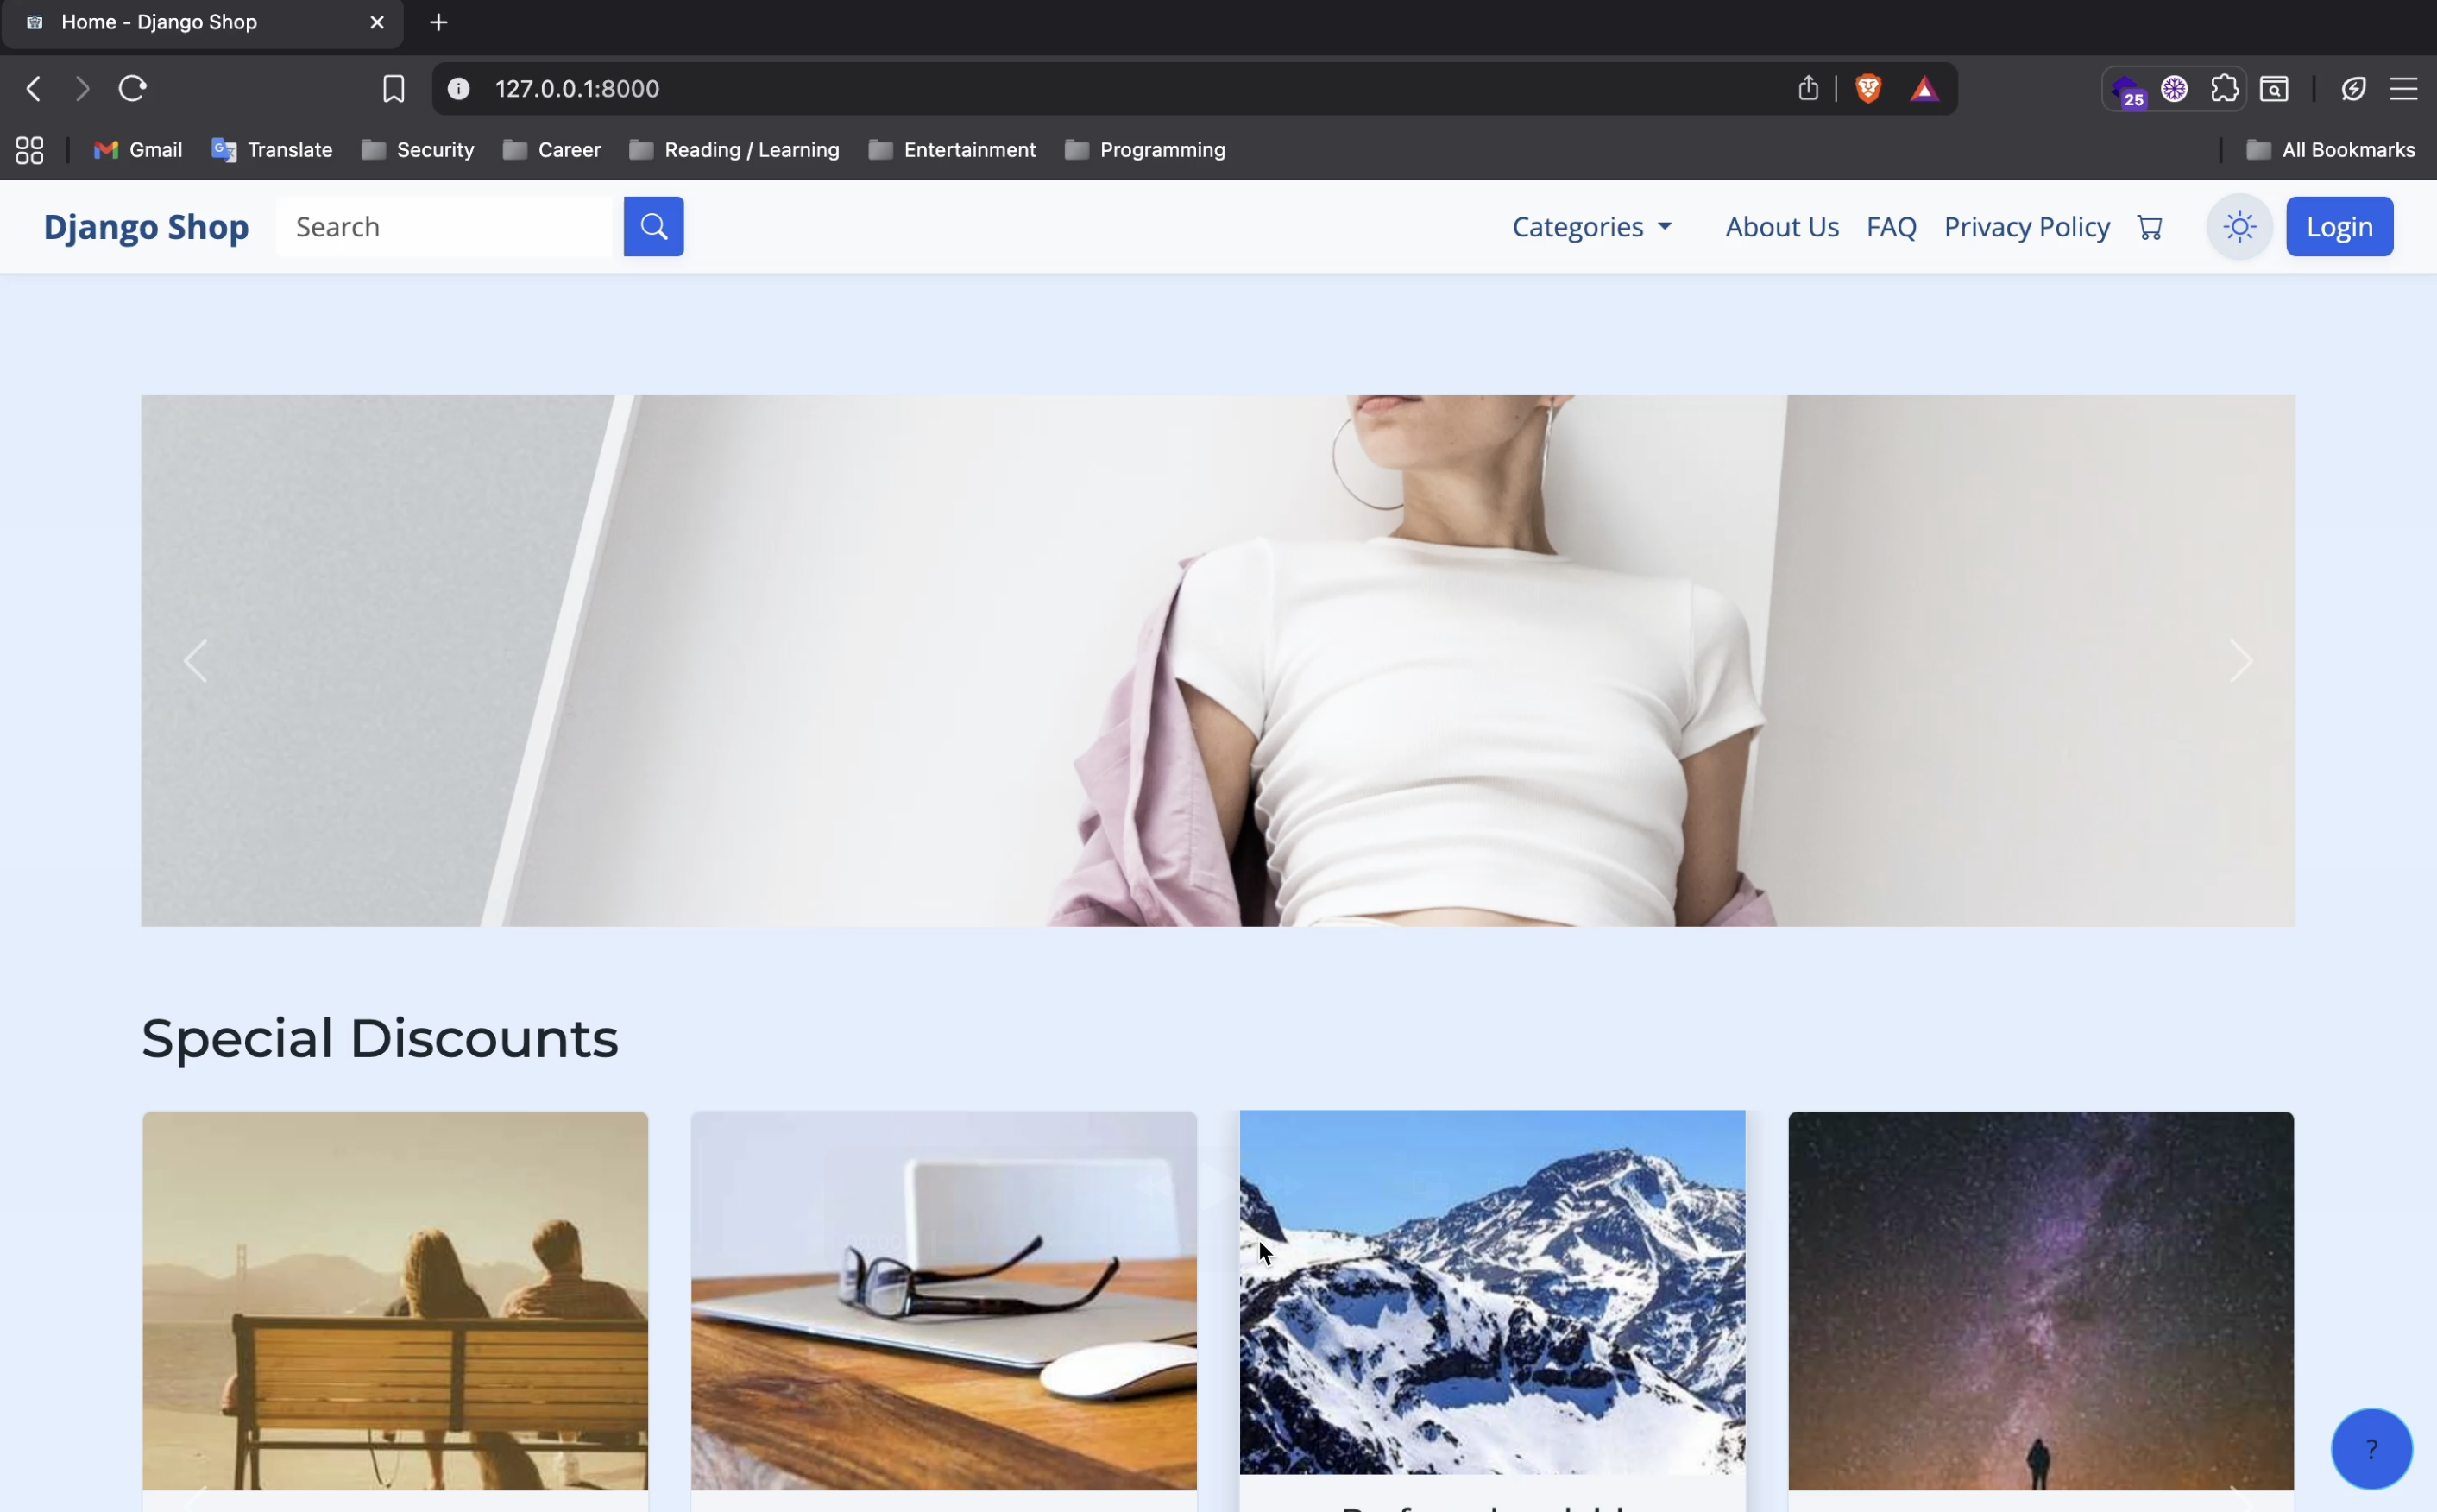 Home - Django Shop
127.0.0.1:8000
25
Gmail Translate Security Career Reading / Learning Entertainment Programming All Bookmarks
Django Shop Search Categories About Us FAQ Privacy Policy Login
Special Discounts
?